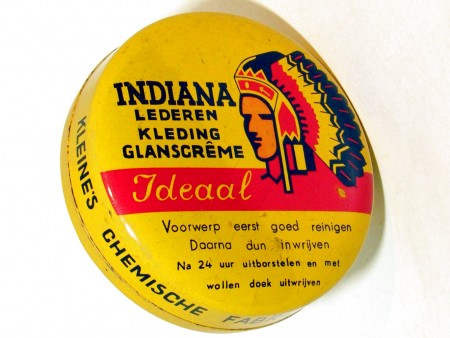 INDIANA
LEDEREN
KLEDING
GLANSCRÊME
Ideaal
Voorwerp eerst goed reinigen
Daarna dun inwrijven
Na 24 uur uitborstelen en met
wollen doek uitwrijven
KLEINE'S CHEMISCHE